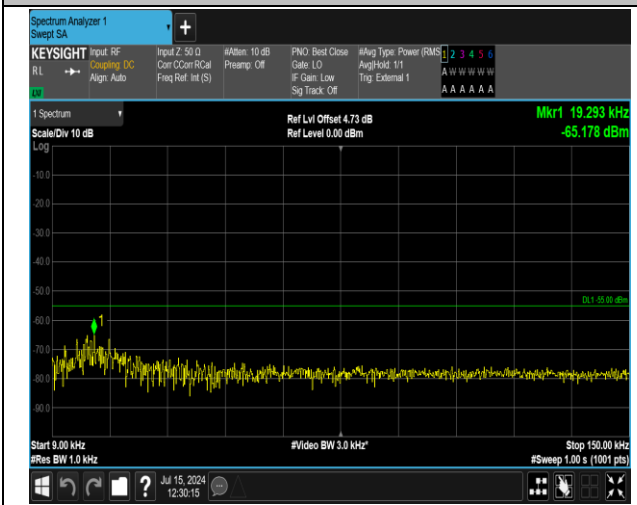 Spectrum Analyzer 1
Swept SA
+
KEYSIGHT Input: RF Input Z: 50 Ω #Atten: 10 dB PNO: Best Close #Avg Type: Power (RMS 1 2 3 4 5 6
RL Coupling: DC Corr CCorr RCal Preamp: Off Gate: LO Avg|Hold: 1/1 A W W W W W
Align: Auto Freq Ref: Int (S) IF Gain: Low Trig: External 1
Sig Track: Off A A A A A A
1 Spectrum Ref Lvl Offset 4.73 dB Mkr1 19.293 kHz
Scale/Div 10 dB Ref Level 0.00 dBm -65.178 dBm
Log
-10.0
-20.0
-30.0
-40.0
-50.0
DL1 -55.00 dBm
-60.0 1
-70.0
-80.0
-90.0
Start 9.00 kHz #Video BW 3.0 kHz* Stop 150.00 kHz
#Res BW 1.0 kHz #Sweep 1.00 s (1001 pts)
? Jul 15, 2024
12:30:15